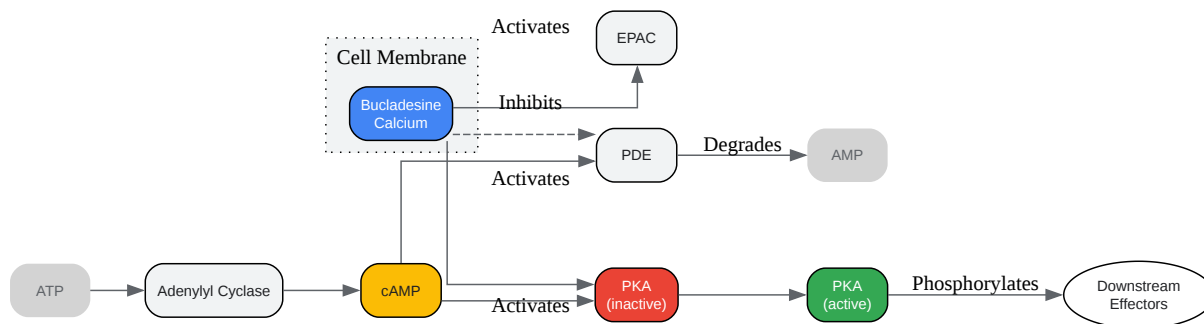 Activates
EPAC
Cell Membrane
Bucladesine
Calcium
Inhibits
PDE
Degrades
AMP
Activates
ATP
Adenylyl Cyclase
cAMP
Activates
PKA
(inactive)
PKA
(active)
Phosphorylates
Downstream
Effectors